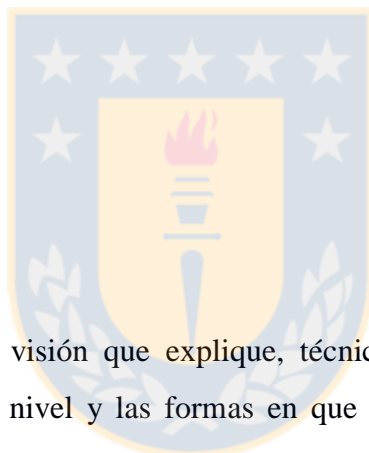 visión que explique, técnic
nivel y las formas en que